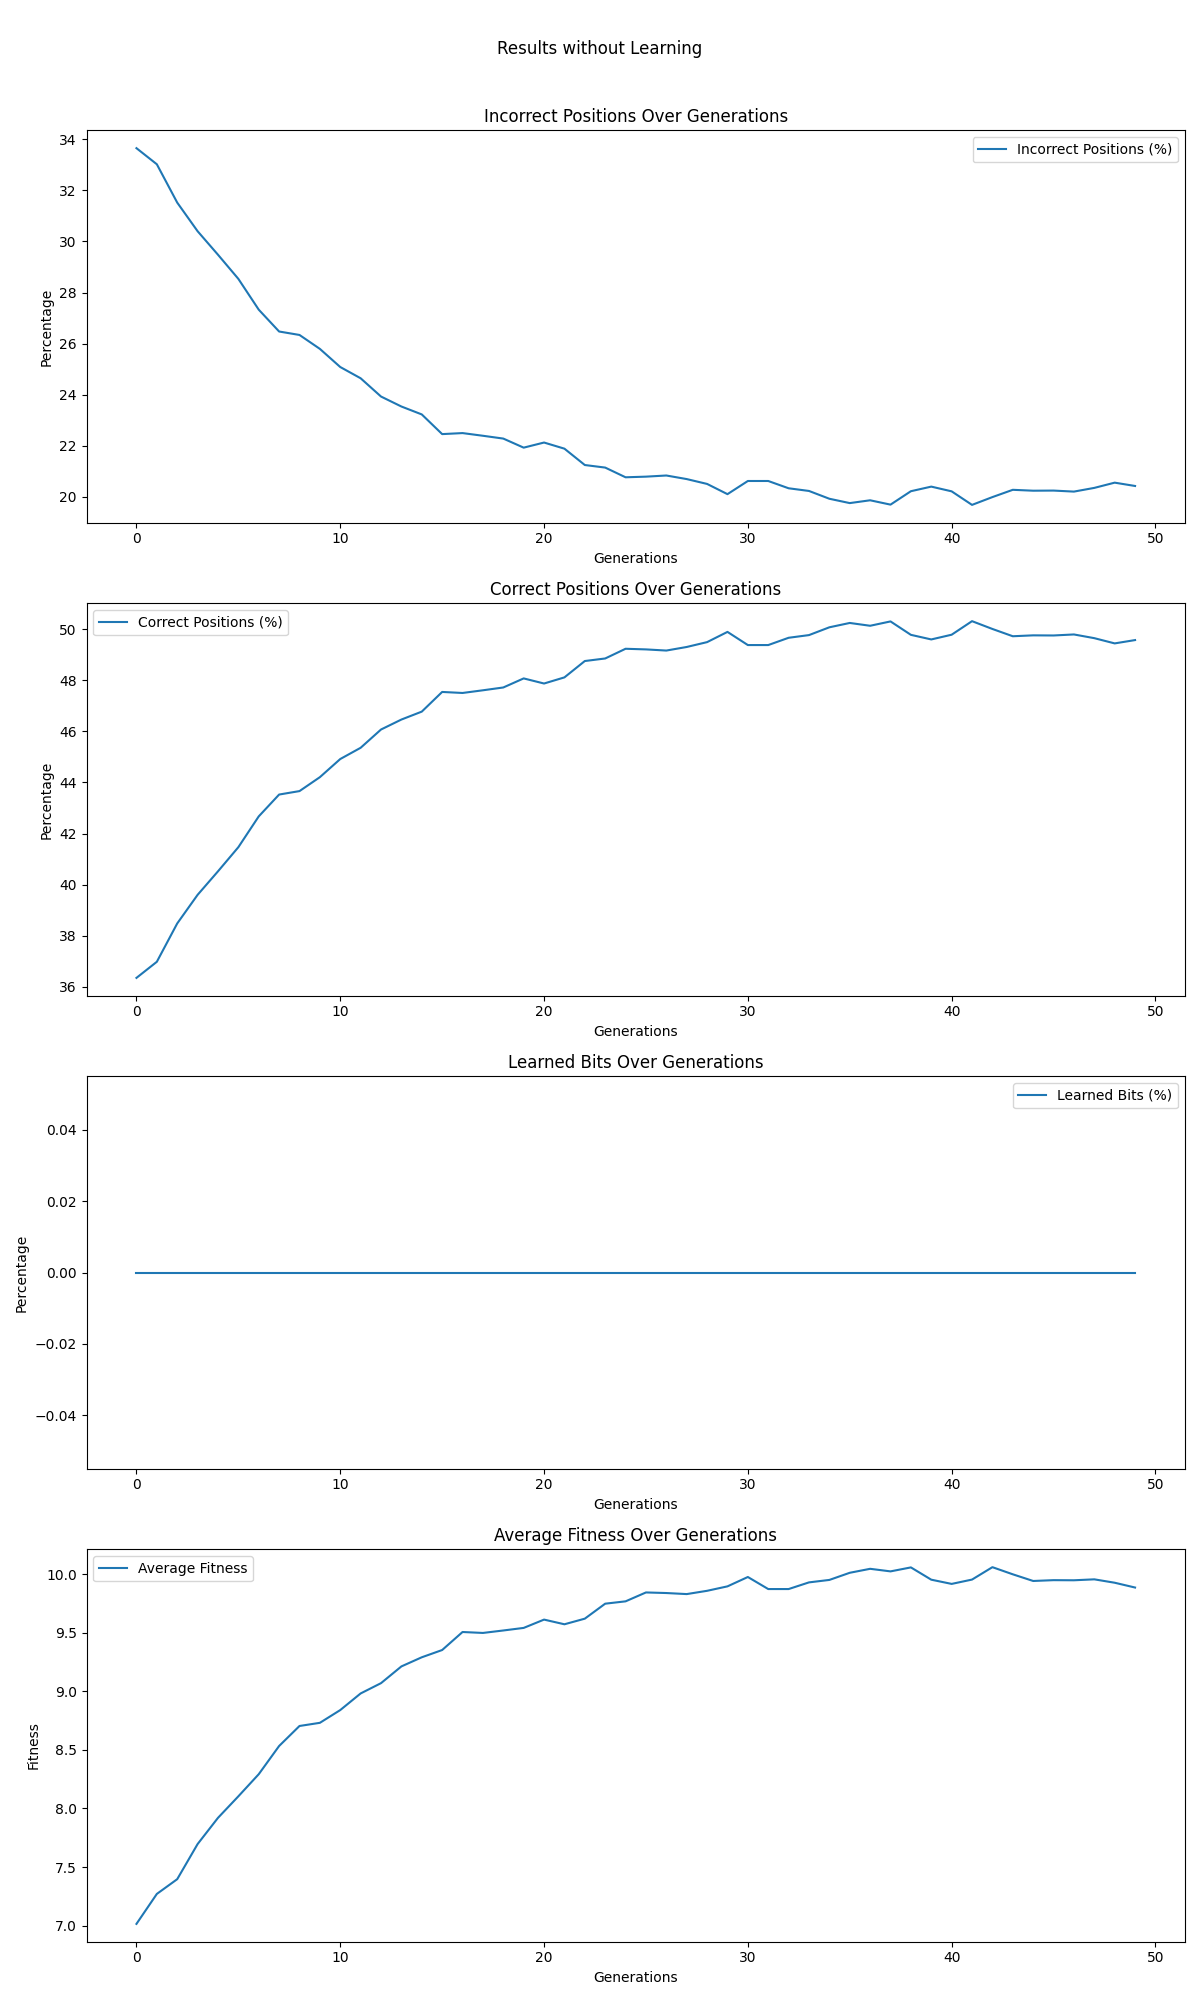 Results without Learning
Incorrect Positions Over Generations
Incorrect Positions (%)
34
32
30
28
26
24
22
20
Percentage
0 10 20 30 40 50
Generations
Correct Positions Over Generations
Correct Positions (%)
50
48
46
44
42
40
38
36
Percentage
0 10 20 30 40 50
Generations
Learned Bits Over Generations
Learned Bits (%)
0.04
0.02
0.00
−0.02
−0.04
Percentage
0 10 20 30 40 50
Generations
Average Fitness Over Generations
Average Fitness
10.0
9.5
9.0
8.5
8.0
7.5
7.0
Fitness
0 10 20 30 40 50
Generations